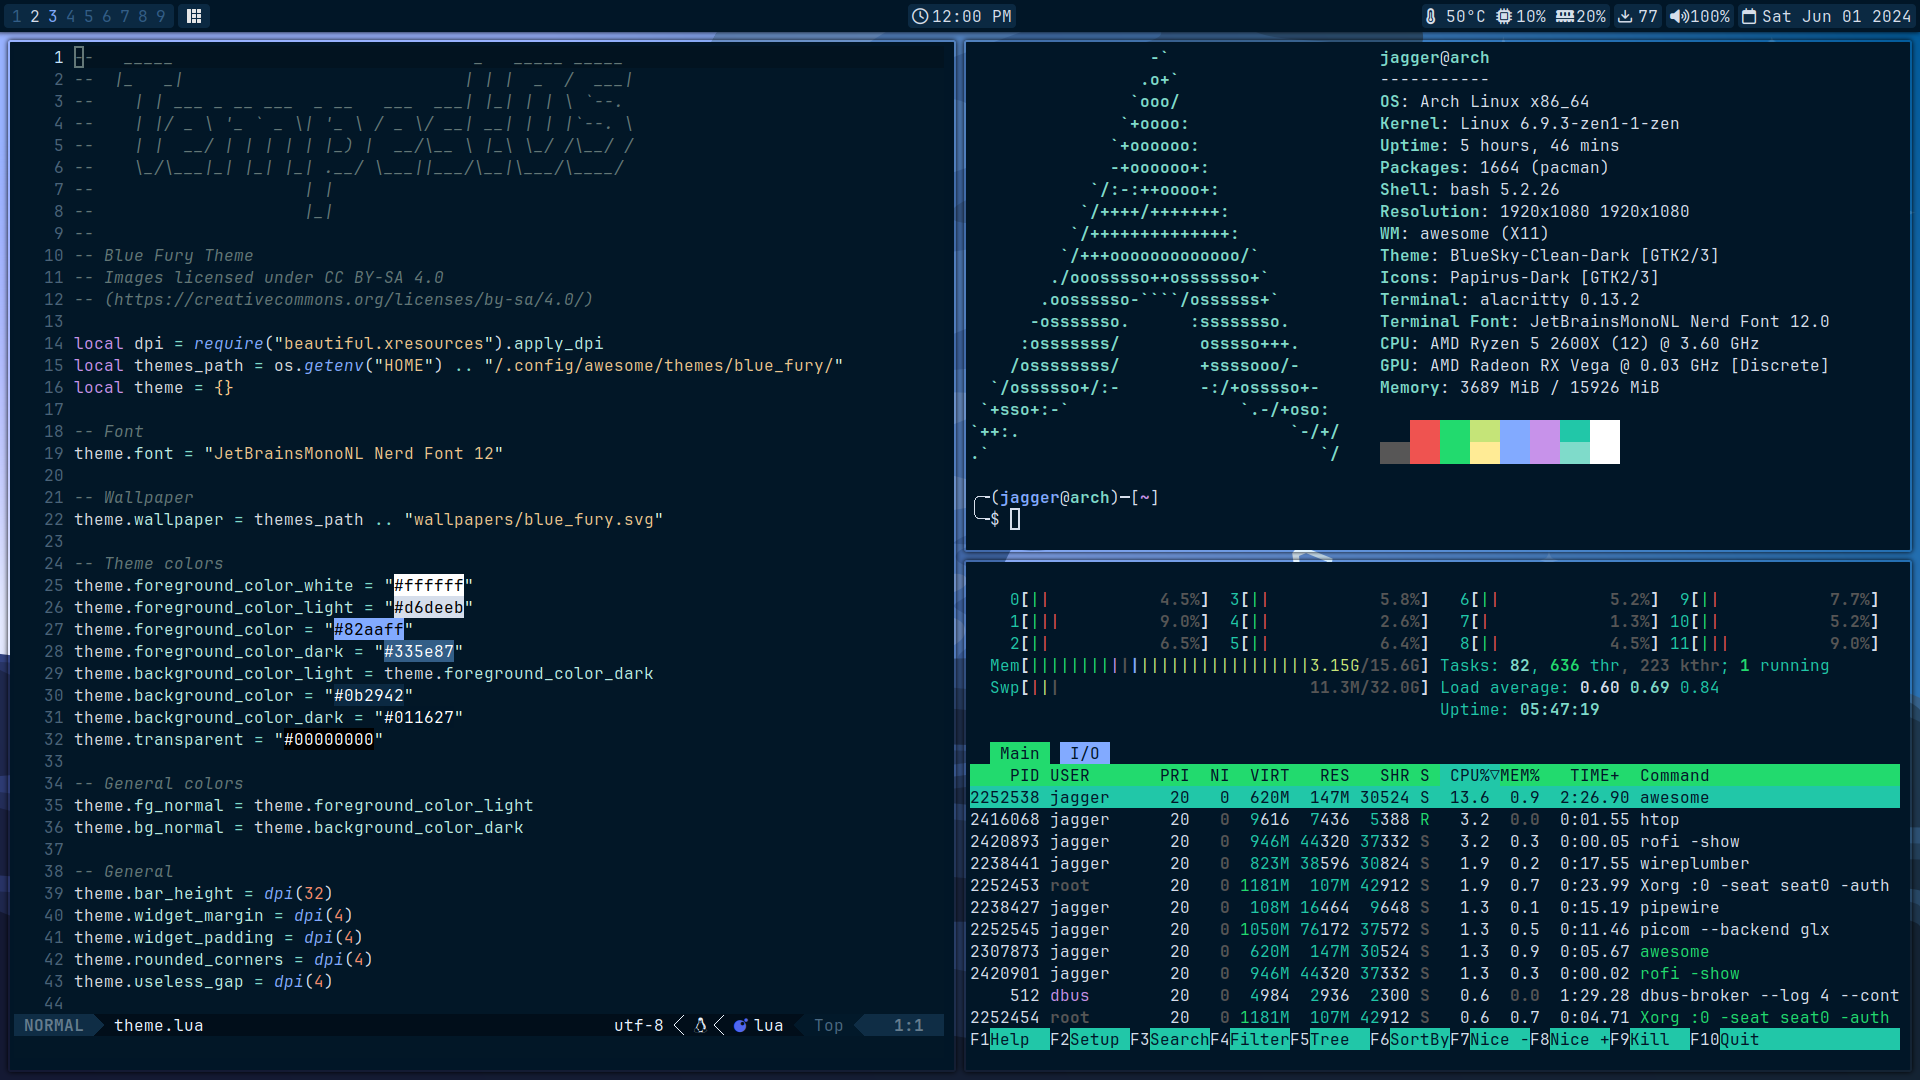 1 2 3 4 5 6 7 8 9
12:00 PM
50°C 10% 20% 77 100% Sat Jun 01 2024
1 --   _____                              _   _____ _____
2 --  |_   _|                            | | |  _  /  ___|
3 --    | | ___ _ __ ___  _ __   ___  ___| |_| | | \ `--.
4 --    | |/ _ \ '_ ` _ \| '_ \ / _ \/ __| __| | | |`--. \
5 --    | |  __/ | | | | | |_) |  __/\__ \ |_\ \_/ /\__/ /
6 --    \_/\___|_| |_| |_| .__/ \___||___/\__|\___/\____/
7 --                     | |
8 --                     |_|
9 --
10 -- Blue Fury Theme
11 -- Images licensed under CC BY-SA 4.0
12 -- (https://creativecommons.org/licenses/by-sa/4.0/)
13
14 local dpi = require("beautiful.xresources").apply_dpi
15 local themes_path = os.getenv("HOME") .. "/.config/awesome/themes/blue_fury/"
16 local theme = {}
17
18 -- Font
19 theme.font = "JetBrainsMonoNL Nerd Font 12"
20
21 -- Wallpaper
22 theme.wallpaper = themes_path .. "wallpapers/blue_fury.svg"
23
24 -- Theme colors
25 theme.foreground_color_white = "#ffffff"
26 theme.foreground_color_light = "#d6deeb"
27 theme.foreground_color = "#82aaff"
28 theme.foreground_color_dark = "#335e87"
29 theme.background_color_light = theme.foreground_color_dark
30 theme.background_color = "#0b2942"
31 theme.background_color_dark = "#011627"
32 theme.transparent = "#00000000"
33
34 -- General colors
35 theme.fg_normal = theme.foreground_color_light
36 theme.bg_normal = theme.background_color_dark
37
38 -- General
39 theme.bar_height = dpi(32)
40 theme.widget_margin = dpi(4)
41 theme.widget_padding = dpi(4)
42 theme.rounded_corners = dpi(4)
43 theme.useless_gap = dpi(4)
44
NORMAL theme.lua utf-8 lua Top 1:1
                  -`                     jagger@arch
                 .o+`                    -----------
                `ooo/                    OS: Arch Linux x86_64
               `+oooo:                   Kernel: Linux 6.9.3-zen1-1-zen
              `+oooooo:                  Uptime: 5 hours, 46 mins
              -+oooooo+:                 Packages: 1664 (pacman)
            `/:-:++oooo+:                Shell: bash 5.2.26
           `/++++/+++++++:               Resolution: 1920x1080 1920x1080
          `/++++++++++++++:              WM: awesome (X11)
         `/+++ooooooooooooo/`            Theme: BlueSky-Clean-Dark [GTK2/3]
        ./ooosssso++osssssso+`           Icons: Papirus-Dark [GTK2/3]
       .oossssso-````/ossssss+`          Terminal: alacritty 0.13.2
      -osssssso.      :ssssssso.         Terminal Font: JetBrainsMonoNL Nerd Font 12.0
     :osssssss/        osssso+++.        CPU: AMD Ryzen 5 2600X (12) @ 3.60 GHz
    /ossssssss/        +ssssooo/-        GPU: AMD Radeon RX Vega @ 0.03 GHz [Discrete]
  `/ossssso+/:-        -:/+osssso+-      Memory: 3689 MiB / 15926 MiB
 `+sso+:-`                 `.-/+oso:
`++:.                           `-/+/
.`                                 `/
(jagger@arch)-[~]
$
0[|| 4.5%] 3[|| 5.8%] 6[|| 5.2%] 9[|| 7.7%]
1[||| 9.0%] 4[|| 2.6%] 7[| 1.3%] 10[|| 5.2%]
2[|| 6.5%] 5[|| 6.4%] 8[|| 4.5%] 11[||| 9.0%]
Mem[||||||||||||||||||||||||||||3.15G/15.6G] Tasks: 82, 636 thr, 223 kthr; 1 running
Swp[||| 11.3M/32.0G] Load average: 0.60 0.69 0.84
Uptime: 05:47:19
Main I/O
PID USER PRI NI VIRT RES SHR S CPU%▽MEM% TIME+ Command
2252538 jagger 20 0 620M 147M 30524 S 13.6 0.9 2:26.90 awesome
2416068 jagger 20 0 9616 7436 5388 R 3.2 0.0 0:01.55 htop
2420893 jagger 20 0 946M 44320 37332 S 3.2 0.3 0:00.05 rofi -show
2238441 jagger 20 0 823M 38596 30824 S 1.9 0.2 0:17.55 wireplumber
2252453 root 20 0 1181M 107M 42912 S 1.9 0.7 0:23.99 Xorg :0 -seat seat0 -auth
2238427 jagger 20 0 108M 16464 9648 S 1.3 0.1 0:15.19 pipewire
2252545 jagger 20 0 1050M 76172 37572 S 1.3 0.5 0:11.46 picom --backend glx
2307873 jagger 20 0 620M 147M 30524 S 1.3 0.9 0:05.67 awesome
2420901 jagger 20 0 946M 44320 37332 S 1.3 0.3 0:00.02 rofi -show
512 dbus 20 0 4984 2936 2300 S 0.6 0.0 1:29.28 dbus-broker --log 4 --cont
2252454 root 20 0 1181M 107M 42912 S 0.6 0.7 0:04.71 Xorg :0 -seat seat0 -auth
F1Help F2Setup F3SearchF4FilterF5Tree F6SortByF7Nice -F8Nice +F9Kill F10Quit